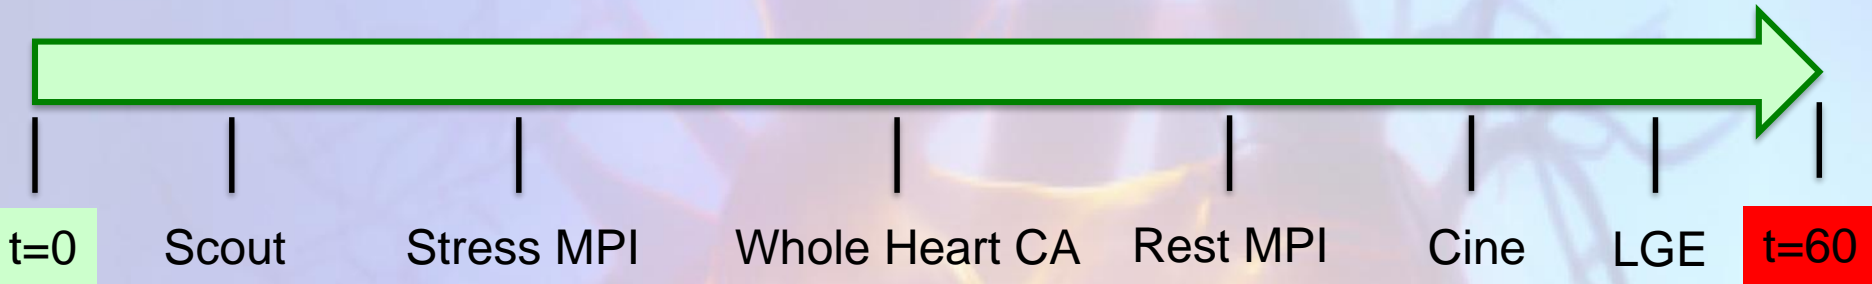 t=0
Scout
Stress MPI
Whole Heart CA
Rest MPI
Cine
LGE
t=60